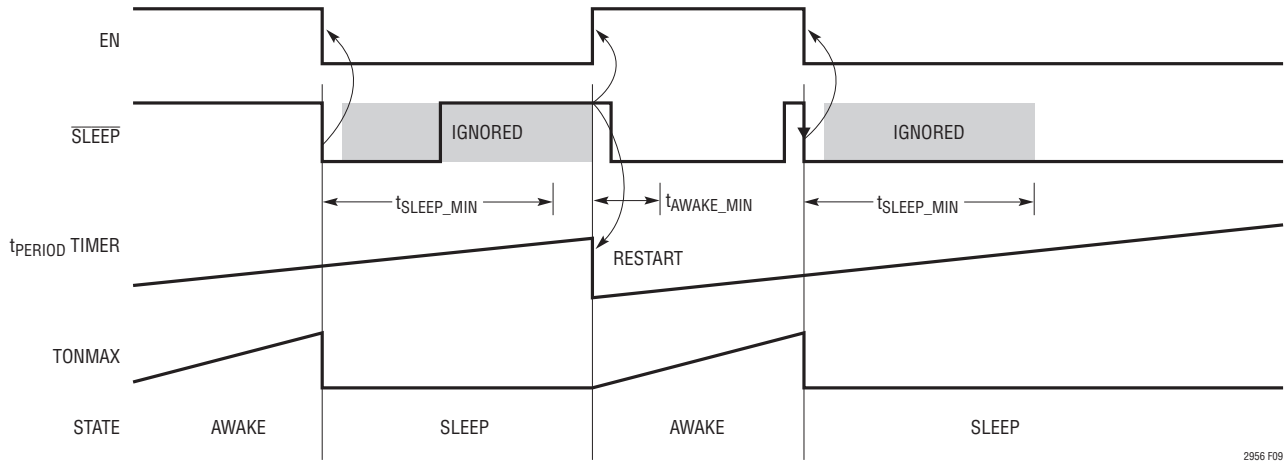 EN
SLEEP
IGNORED
IGNORED
tSLEEP_MIN
tAWAKE_MIN
tSLEEP_MIN
tPERIOD TIMER
RESTART
TONMAX
STATE
AWAKE
SLEEP
AWAKE
SLEEP
2956 F09